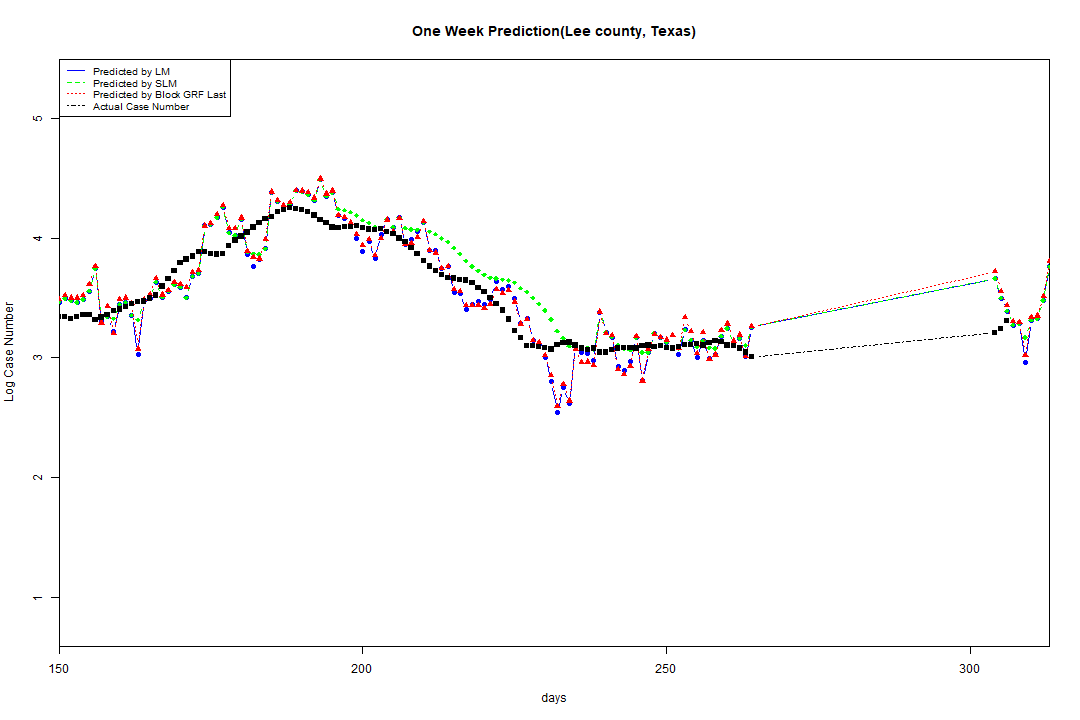 One Week Prediction(Lee county, Texas)
Predicted by LM
Predicted by SLM
Predicted by Block GRF Last
Actual Case Number
5
4
3
2
1
Log Case Number
150
200
250
300
days